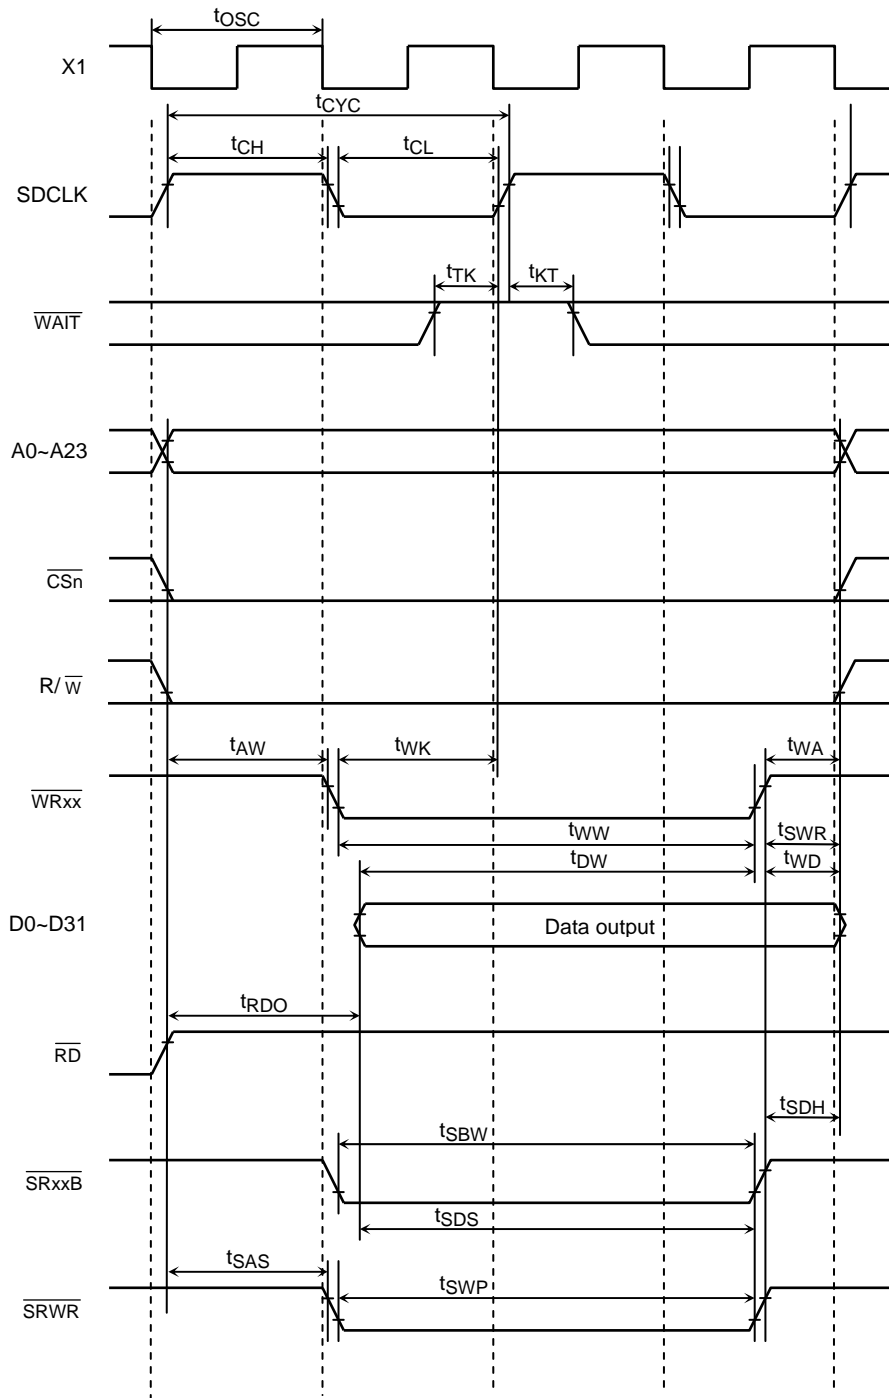 tOSC
X1
tCYC
tCH
tCL
SDCLK
tTK
tKT
WAIT
A0~A23
CSn
R/ W
tAW
tWK
tWA
WRxx
tWW
tSWR
tDW
tWD
D0~D31
Data output
tRDO
RD
tSDH
tSBW
SRxxB
tSDS
tSAS
tSWP
SRWR